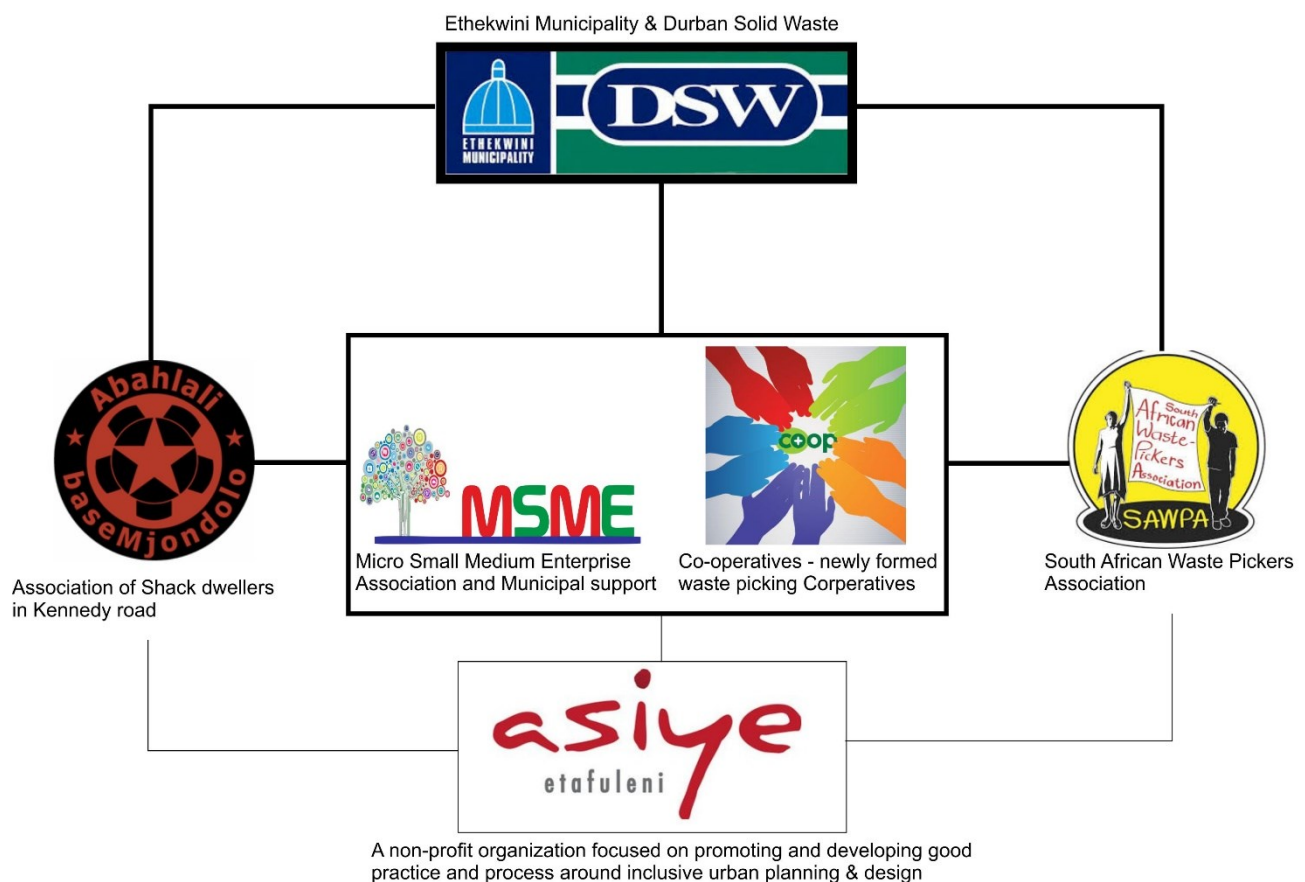 Ethekwini Municipality & Durban Solid Waste
ETHEKWINI
MUNICIPALITY
DSW
Abahlali
baseMjondolo
Association of Shack dwellers
in Kennedy road
MSME
Micro Small Medium Enterprise
Association and Municipal support
coop
Co-operatives - newly formed
waste picking Corperatives
South
African
Waste-
Pickers
Association
SAWPA
South African Waste Pickers
Association
asiye
etafuleni
A non-profit organization focused on promoting and developing good
practice and process around inclusive urban planning & design